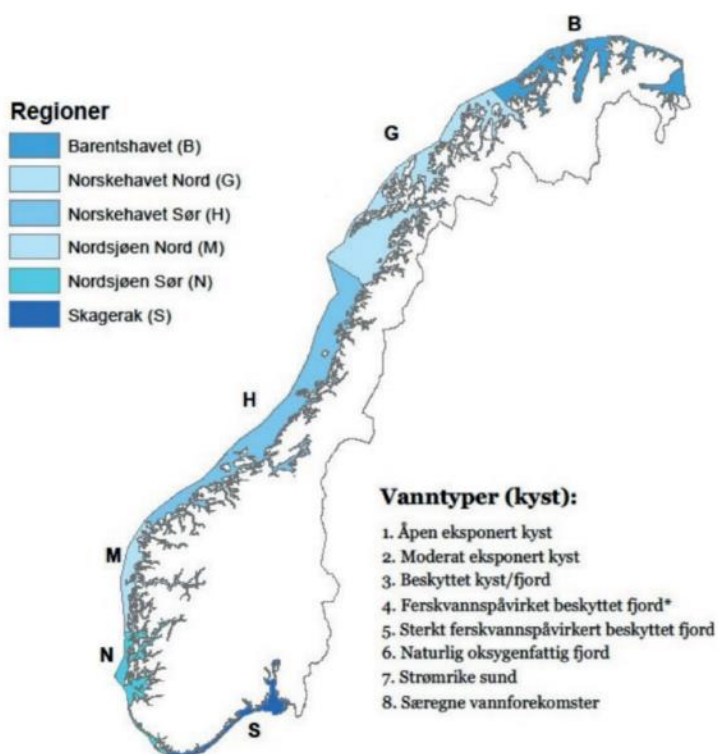 B
G
Regioner
Barentshavet (B)
Norskehavet Nord (G)
Norskehavet Sør (H)
Nordsjøen Nord (M)
Nordsjøen Sør (N)
Skagerak (S)
H
M
N
S
Vanntyper (kyst):
1. Åpen eksponert kyst
2. Moderat eksponert kyst
3. Beskyttet kyst/fjord
4. Ferskvannspåvirket beskyttet fjord*
5. Sterkt ferskvannspåvirkert beskyttet fjord
6. Naturlig oksygenfattig fjord
7. Strømrike sund
8. Særegne vannforekomster